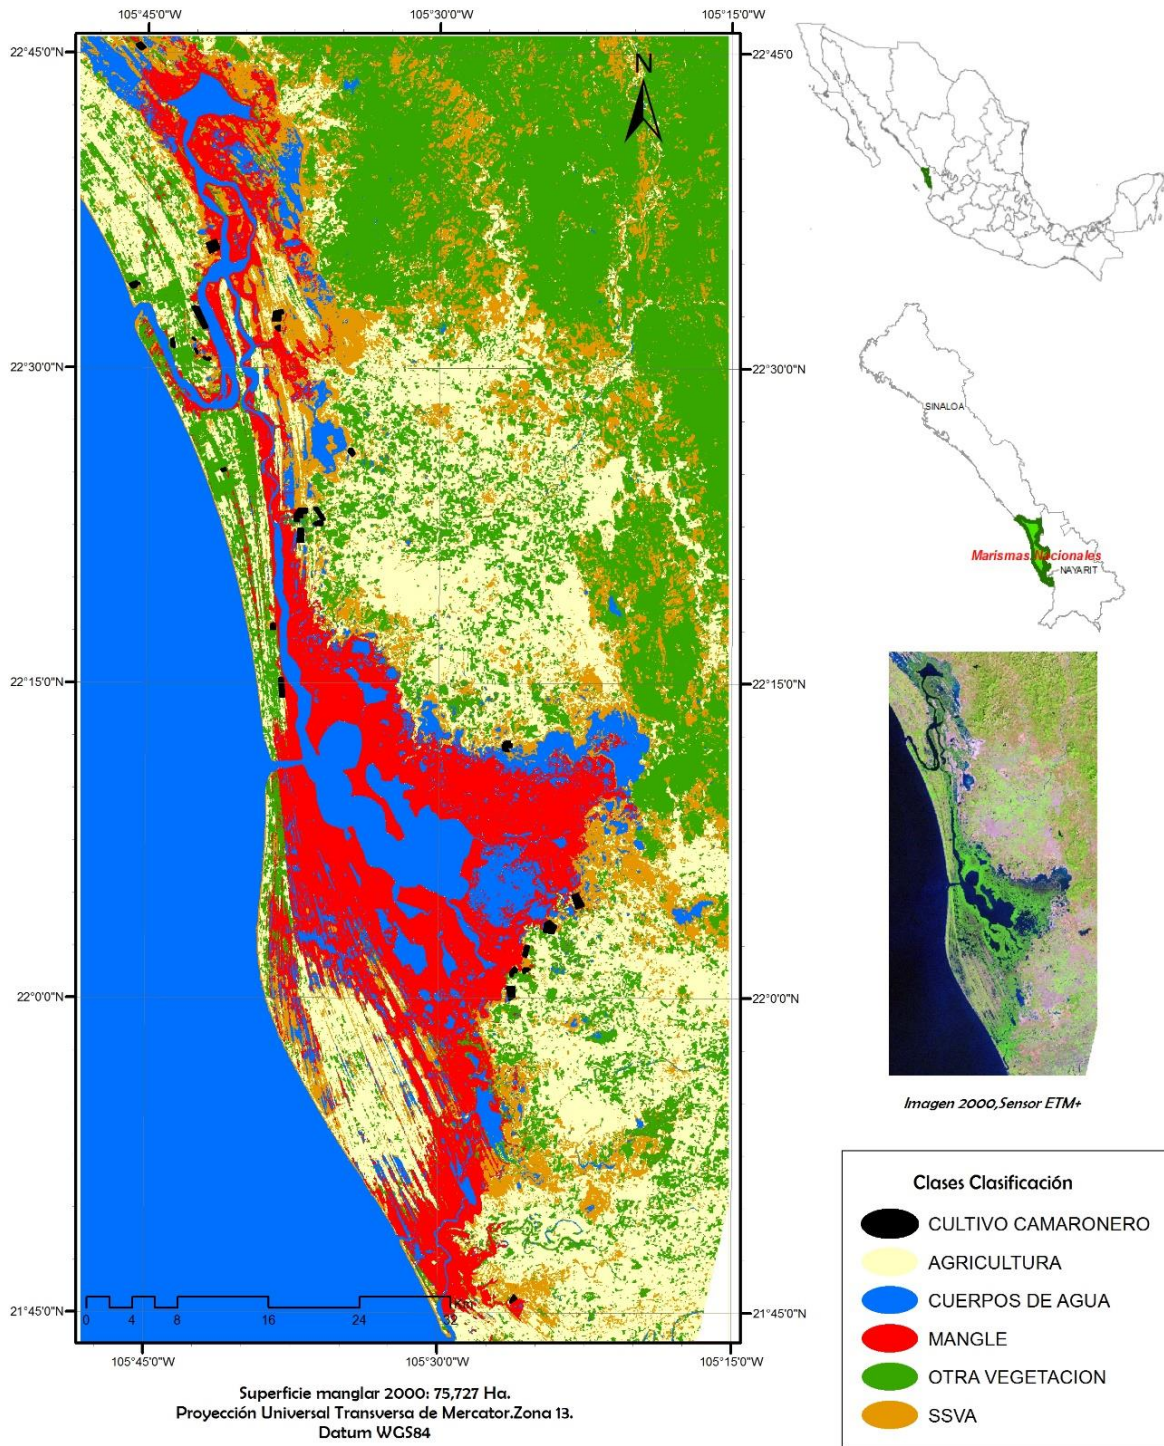 105°45'0"W
105°30'0"W
105°15'0"W
22°45'0"N
22°45'0
N
22°30'0"N
22°30'0"N
SINALOA
Marismas Nacionales
NAYARIT
22°15'0"N
22°15'0"N
22°0'0"N
22°0'0"N
Imagen 2000,Sensor ETM+
Clases Clasificación
CULTIVO CAMARONERO
AGRICULTURA
CUERPOS DE AGUA
MANGLE
OTRA VEGETACION
SSVA
21°45'0"N
21°45'0"N
Km
0 4 8 16 24 32
105°45'0"W
105°30'0"W
105°15'0"W
Superficie manglar 2000: 75,727 Ha.
Proyección Universal Transversa de Mercator.Zona 13.
Datum WGS84